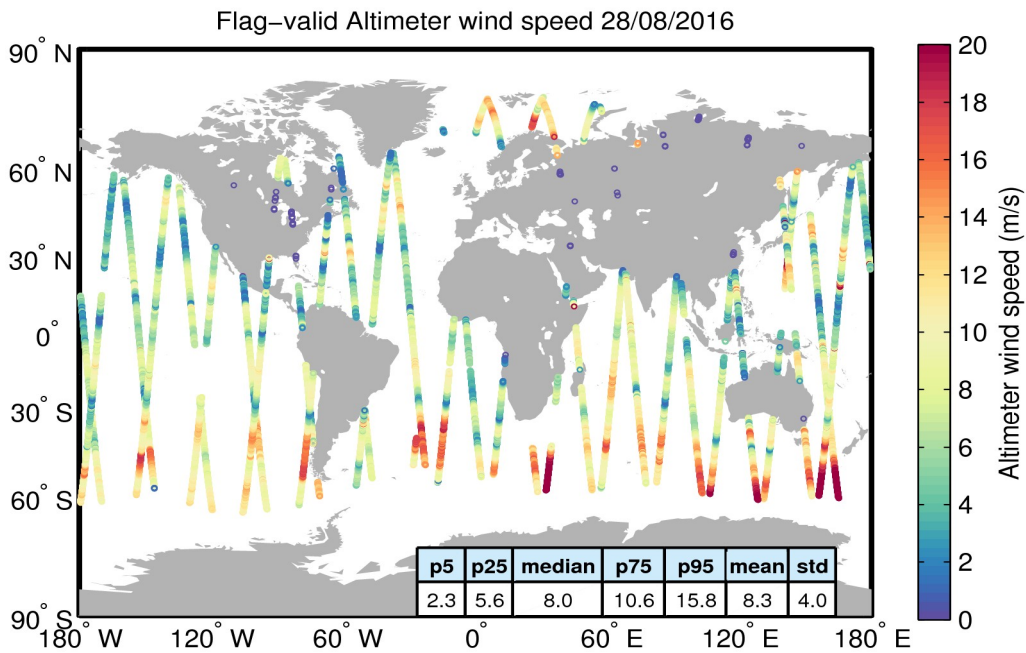 Flag−valid Altimeter wind speed 28/08/2016
90° N
60° N
30° N
0°
30° S
60° S
90° S
180° W
120° W
60° W
0°
60° E
120° E
180° E
p5 p25 median p75 p95 mean std
2.3 5.6 8.0 10.6 15.8 8.3 4.0
20
18
16
14
12
10
8
6
4
2
0
Altimeter wind speed (m/s)